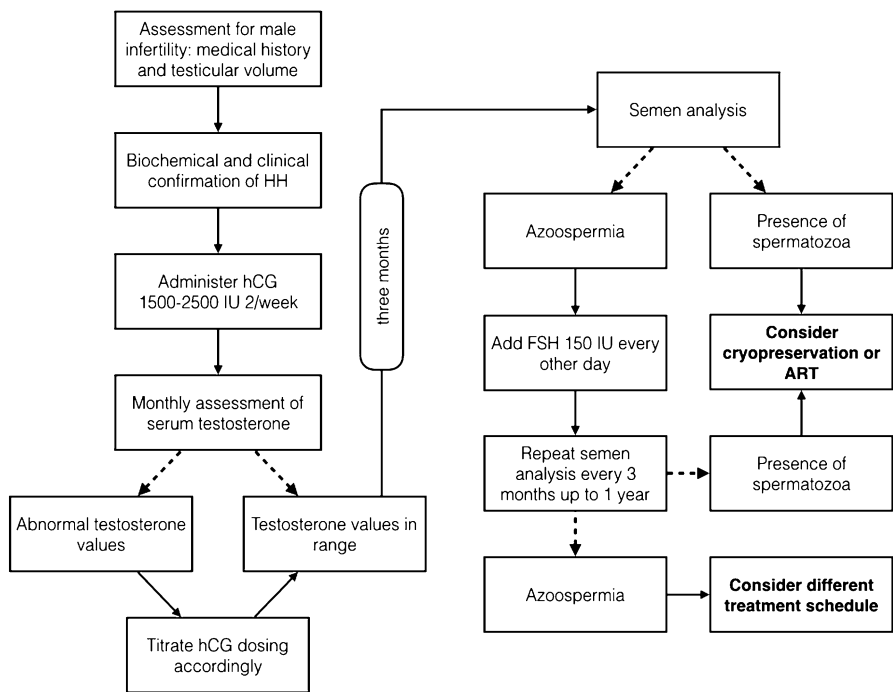 Assessment for male
infertility: medical history
and testicular volume
Biochemical and clinical
confirmation of HH
Administer hCG
1500-2500 IU 2/week
Monthly assessment of
serum testosterone
Abnormal testosterone
values
Testosterone values in
range
Titrate hCG dosing
accordingly
three months
Semen analysis
Azoospermia
Presence of
spermatozoa
Add FSH 150 IU every
other day
Consider
cryopreservation or
ART
Repeat semen
analysis every 3
months up to 1 year
Presence of
spermatozoa
Azoospermia
Consider different
treatment schedule